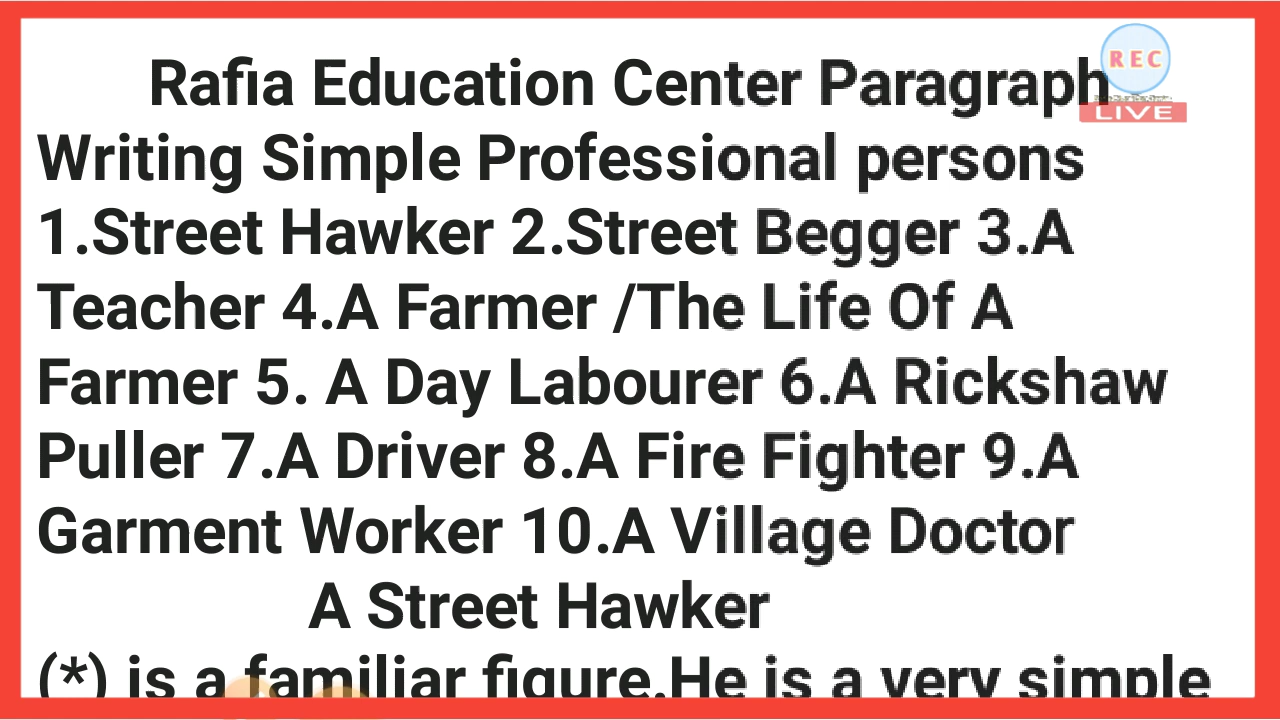 Rafia Education Center Paragraph
Writing Simple Professional persons
1.Street Hawker 2.Street Begger 3.A
Teacher 4.A Farmer /The Life Of A
Farmer 5. A Day Labourer 6.A Rickshaw
Puller 7.A Driver 8.A Fire Fighter 9.A
Garment Worker 10.A Village Doctor
A Street Hawker
(*) is a familiar figure.He is a very simple
REC
LIVE